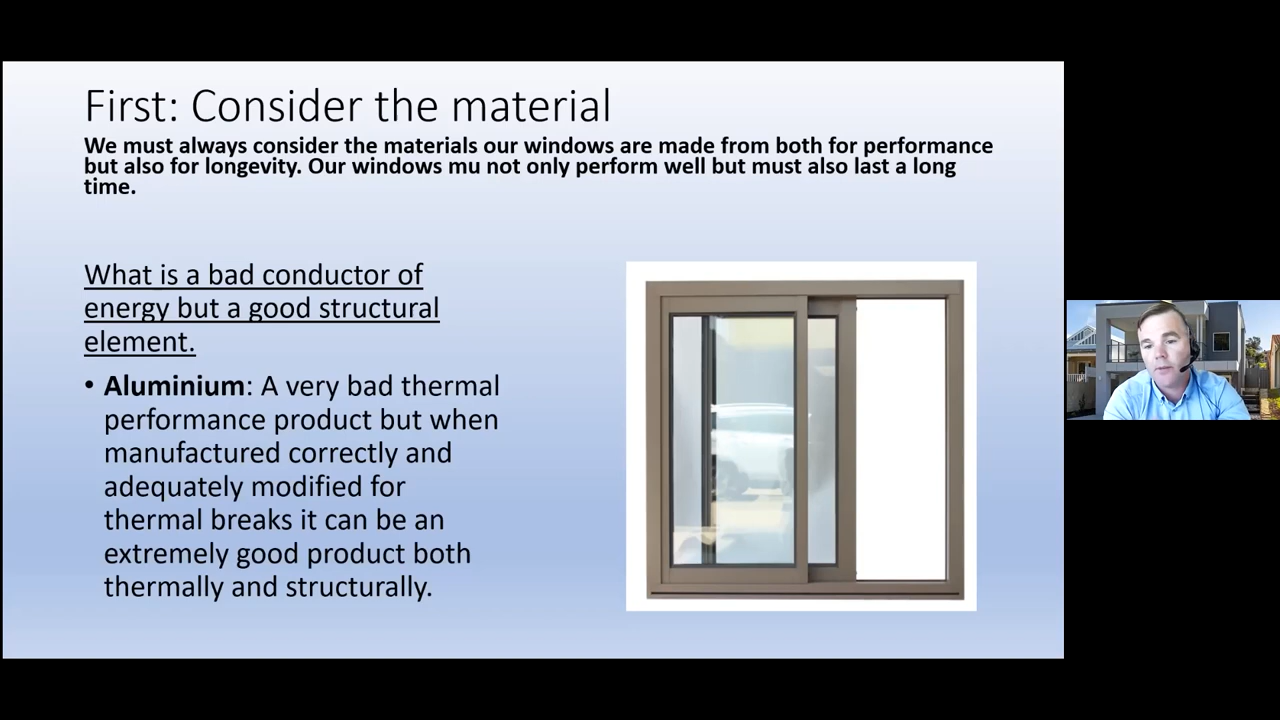 First: Consider the material
We must always consider the materials our windows are made from both for performance
but also for longevity. Our windows mu not only perform well but must also last a long
time.
What is a bad conductor of
energy but a good structural
element.
• Aluminium: A very bad thermal
performance product but when
manufactured correctly and
adequately modified for
thermal breaks it can be an
extremely good product both
thermally and structurally.